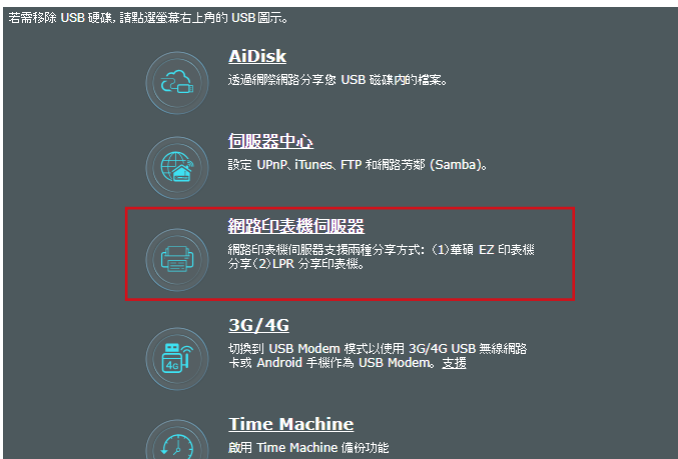 若需移除 USB 硬碟, 請點選螢幕右上角的 USB圖示。
AiDisk
透過網際網路分享您 USB 磁碟內的檔案。
伺服器中心
設定 UPnP、iTunes、FTP 和網路芳鄰 (Samba)。
網路印表機伺服器
網路印表機伺服器支援兩種分享方式:（1)華碩 EZ 印表機
分享(2)LPR 分享印表機。
3G/4G
切換到 USB Modem 模式以使用 3G/4G USB 無線網路
卡或 Android 手機作為 USB Modem。支援
4G
Time Machine
啟用 Time Machine 備份功能